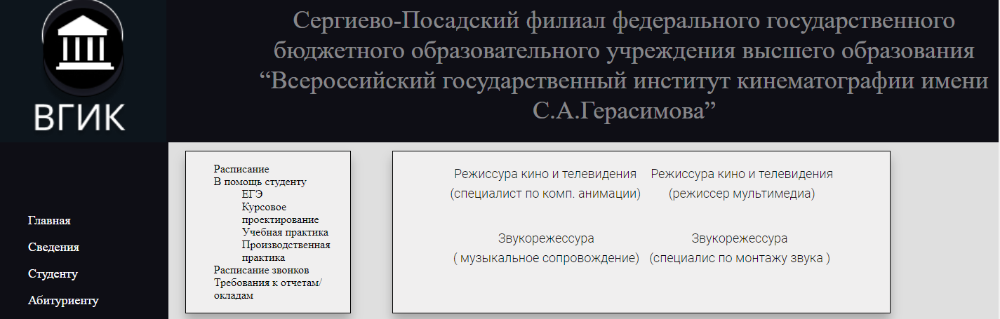 ВГИК
Сергиево-Посадский филиал федерального государственного
бюджетного образовательного учреждения высшего образования
“Всероссийский государственный институт кинематографии имени
С.А.Герасимова”
Главная
Сведения
Студенту
Абитуриенту
Расписание
В помощь студенту
ЕГЭ
Курсовое
проектирование
Учебная практика
Производственная
практика
Расписание звонков
Требования к отчетам/
окладам
Режиссура кино и телевидения
(специалист по комп. анимации)
Режиссура кино и телевидения
(режиссер мультимедиа)
Звукорежессура
( музыкальное сопровождение)
Звукорежессура
(специалис по монтажу звука )